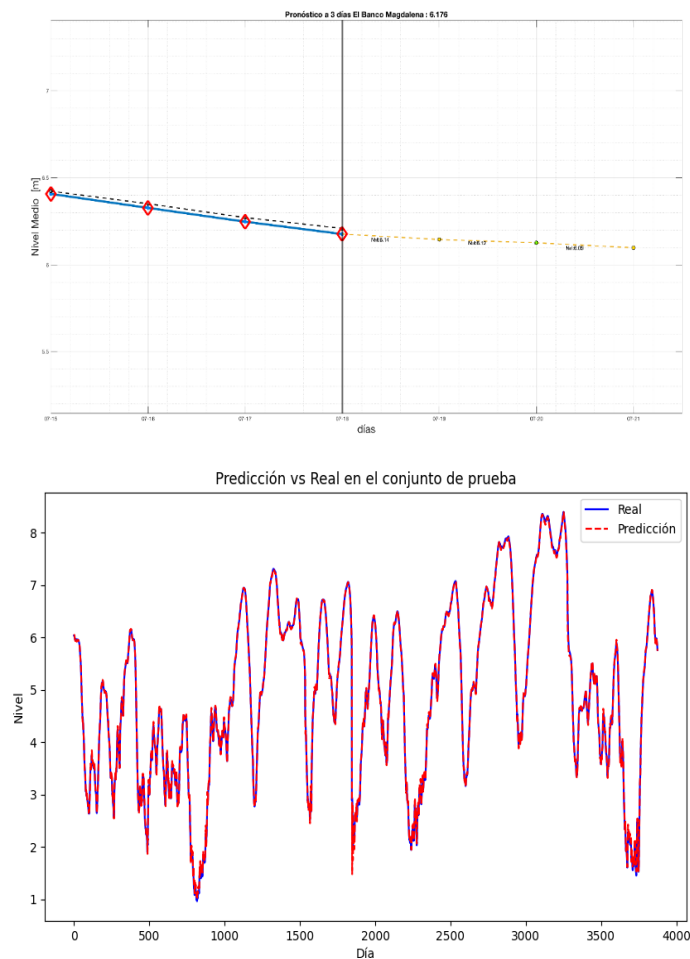 Pronóstico a 3 días El Banco Magdalena : 6.176
Nivel Medio [m]
7
6.5
6
5.5
07-15 07-16 07-17 07-18 07-19 07-20 07-21
días
Predicción vs Real en el conjunto de prueba
Real
Predicción
Nivel
8
7
6
5
4
3
2
1
0 500 1000 1500 2000 2500 3000 3500 4000
Día